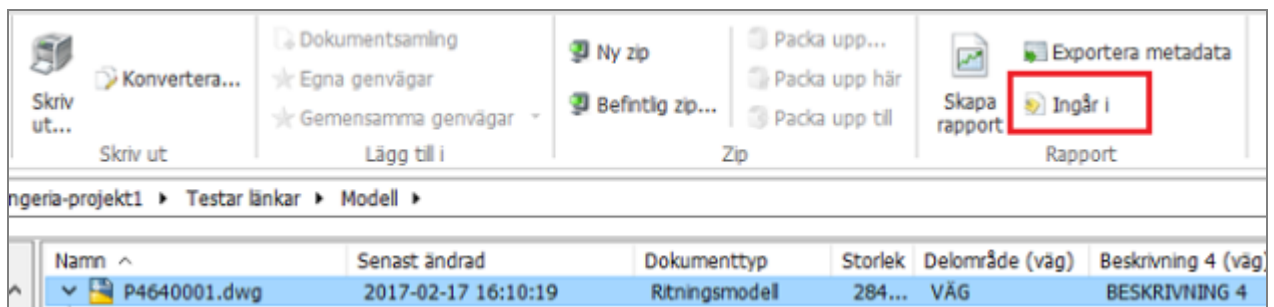 Skriv ut...
Konvertera...
Skriv ut
Dokumentsamling
Egna genvägar
Gemensamma genvägar
Lägg till i
Ny zip
Befintlig zip...
Packa upp...
Packa upp här
Packa upp till
Zip
Skapa rapport
Exportera metadata
Ingår i
Rapport
ngeria-projekt1 ▸ Testar länkar ▸ Modell ▸
Namn Senast ändrad Dokumenttyp Storlek Delområde (väg) Beskrivning 4 (väg)
P4640001.dwg 2017-02-17 16:10:19 Ritningsmodell 284... VÄG BESKRIVNING 4